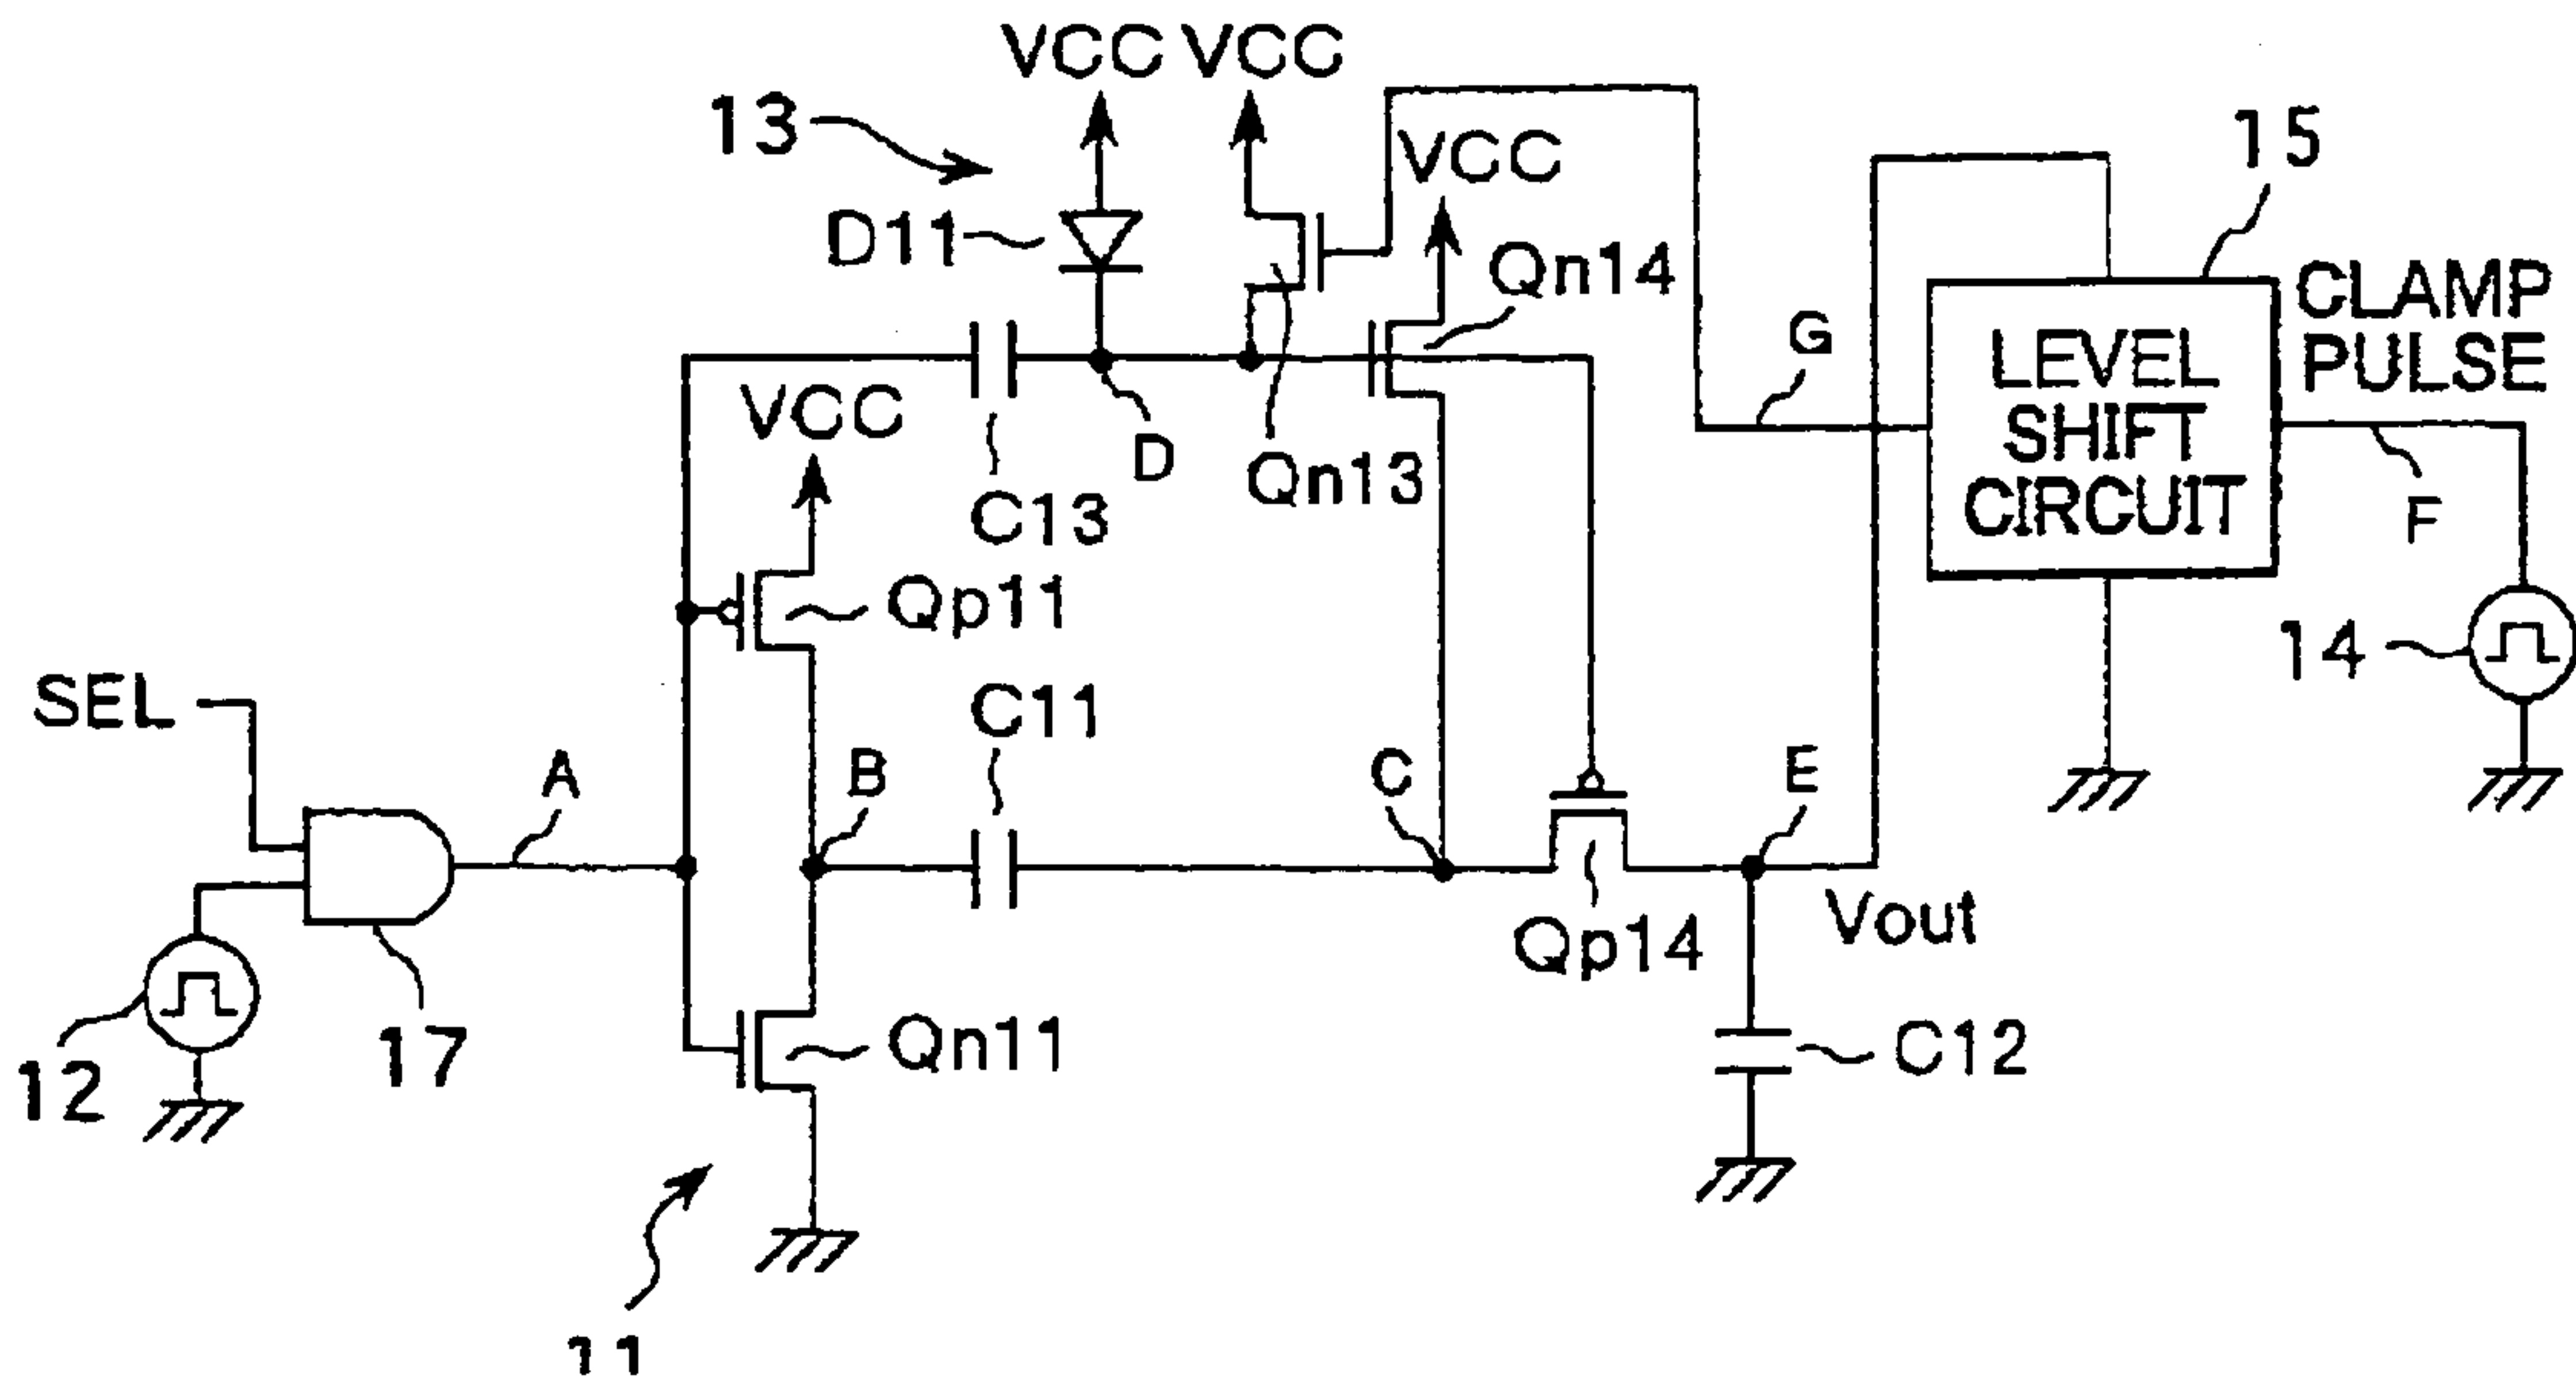 VCC VCC
13
VCC
15
D11
Qn14
CLAMP
PULSE
G
LEVEL
SHIFT
CIRCUIT
VCC
D
Qn13
C13
F
Qp11
14
SEL
C11
A
B
C
E
Vout
Qp14
12
17
Qn11
C12
11